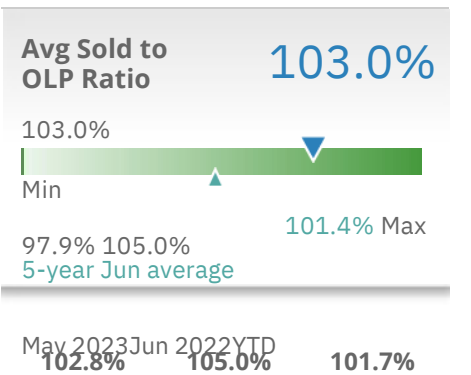 Avg Sold to
OLP Ratio
103.0%
103.0%
Min
101.4% Max
97.9% 105.0%
5-year Jun average
May 2023Jun 2022YTD
102.8% 105.0% 101.7%